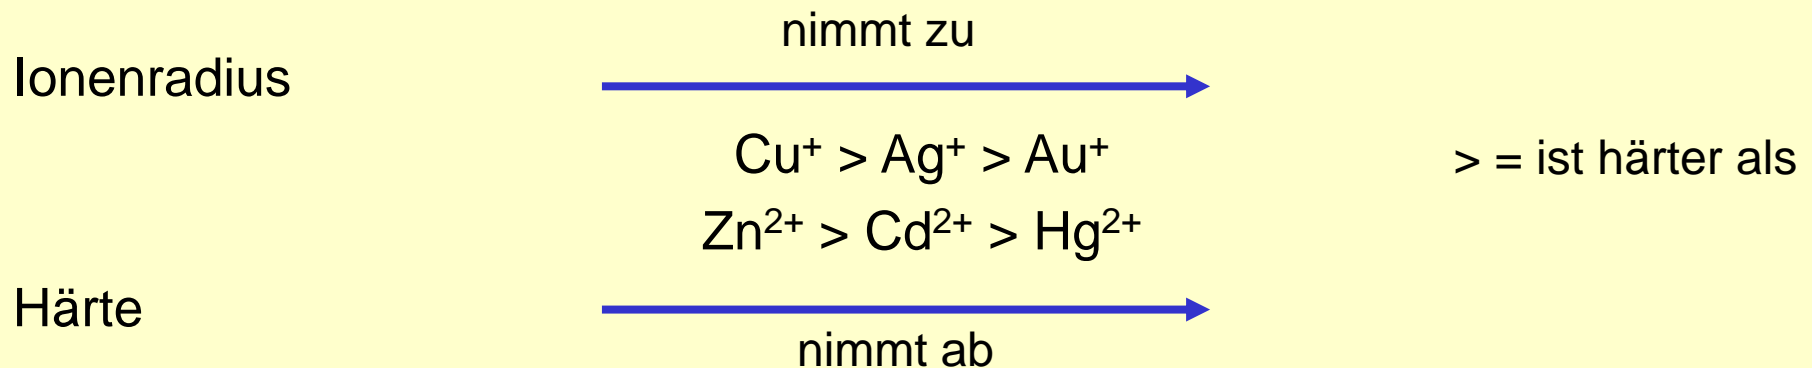 nimmt zu
Ionenradius
Cu⁺ > Ag⁺ > Au⁺
> = ist härter als
Zn²⁺ > Cd²⁺ > Hg²⁺
Härte
nimmt ab